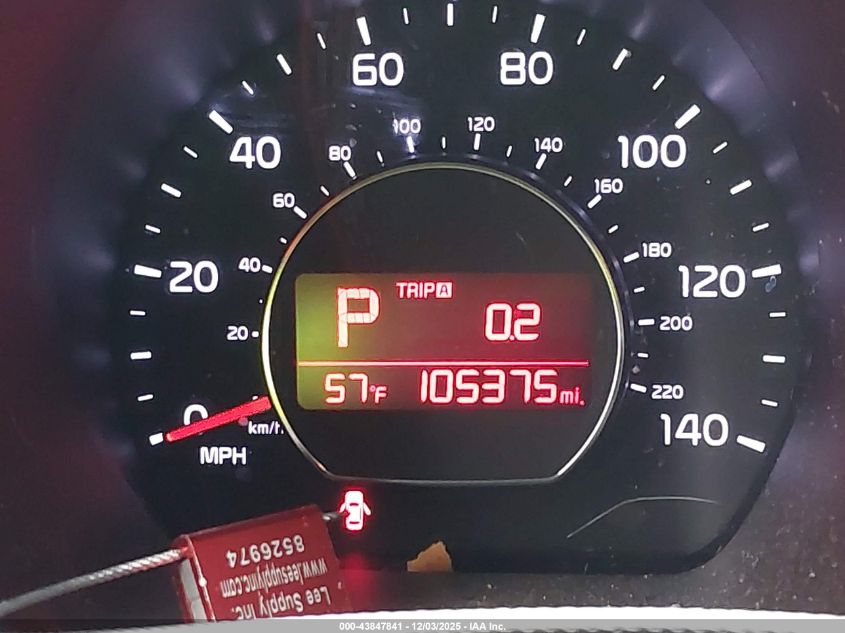 60 80
40 100
20 120
0 140
MPH
100 120
80 140
60 160
40 180
20 200
220
km/h
TRIP A
P 0.2
57°F 105375 mi.
8526974
www.leesupplyinc.com
Lee Supply Inc.
000-43847841 - 12/03/2025 - IAA Inc.